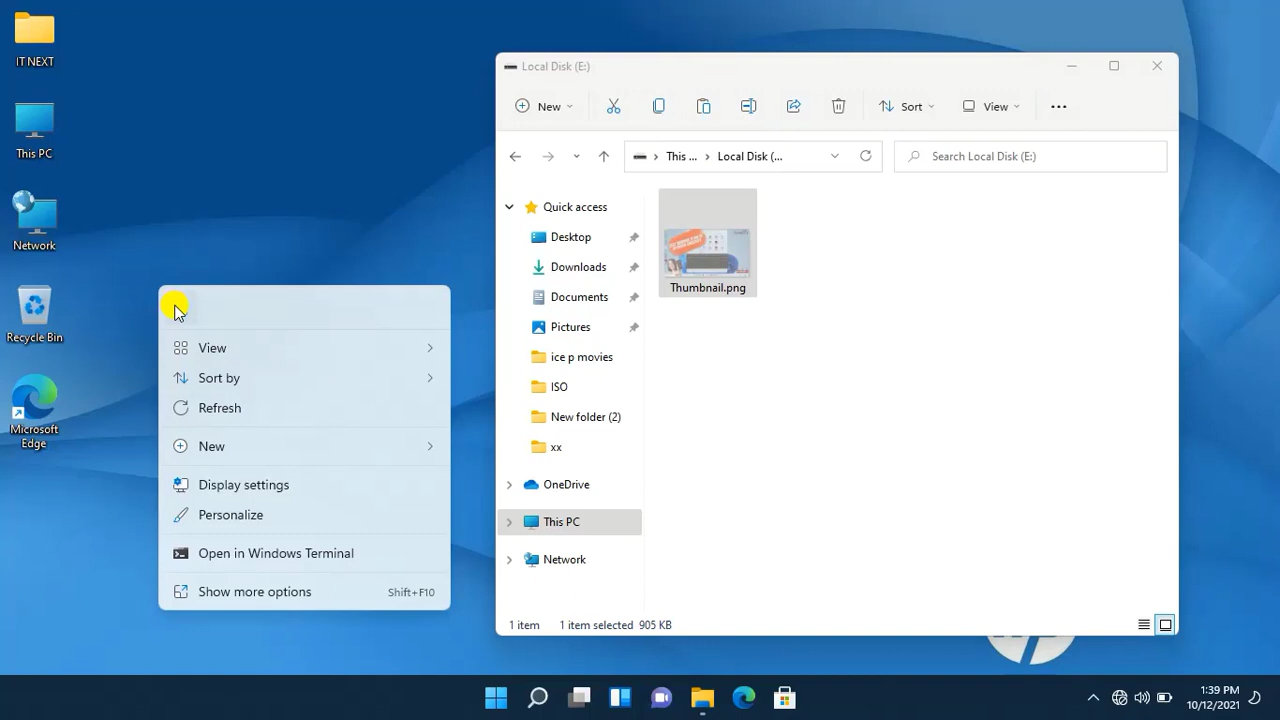 IT NEXT
This PC
Network
Recycle Bin
Microsoft
Edge
View
Sort by
Refresh
New
Display settings
Personalize
Open in Windows Terminal
Show more options Shift+F10
Local Disk (E:)
New Sort View
This ... Local Disk (... Search Local Disk (E:)
Quick access
Desktop
Downloads
Documents
Pictures
ice p movies
ISO
New folder (2)
xx
OneDrive
This PC
Network
Thumbnail.png
1 item 1 item selected 905 KB
1:39 PM
10/12/2021